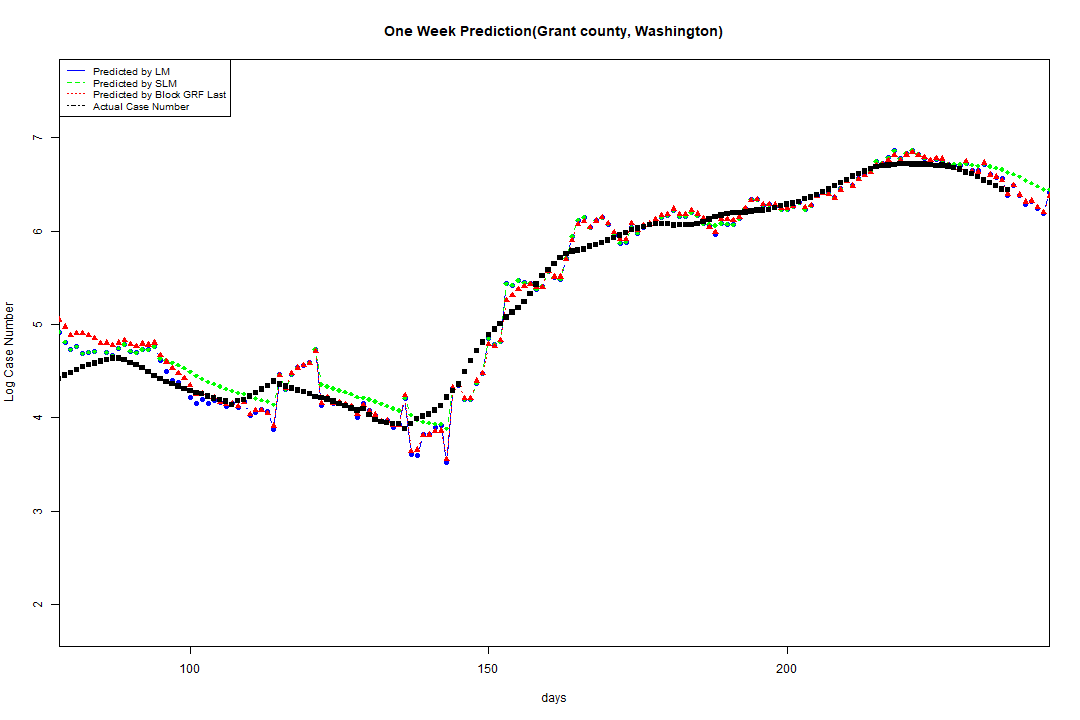 One Week Prediction(Grant county, Washington)
Predicted by LM
Predicted by SLM
Predicted by Block GRF Last
Actual Case Number
7
6
5
4
3
2
Log Case Number
100 150 200
days